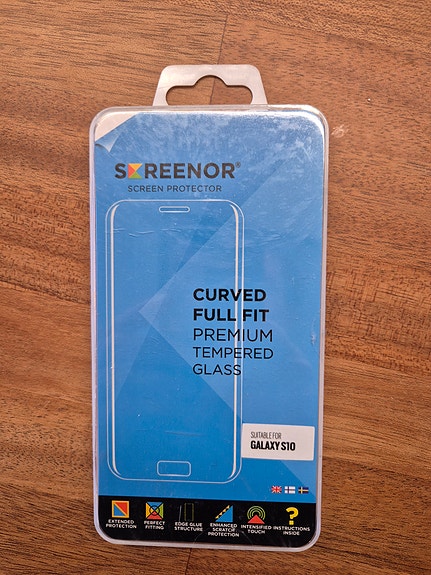 SCREENOR®
SCREEN PROTECTOR
CURVED
FULL FIT
PREMIUM
TEMPERED
GLASS
SUITABLE FOR
GALAXY S10
EXTENDED
PROTECTION
PERFECT
FITTING
EDGE GLUE
STRUCTURE
ENHANCED
SCRATCH
PROTECTION
INTENSIFIED
TOUCH
?
INSTRUCTIONS
INSIDE